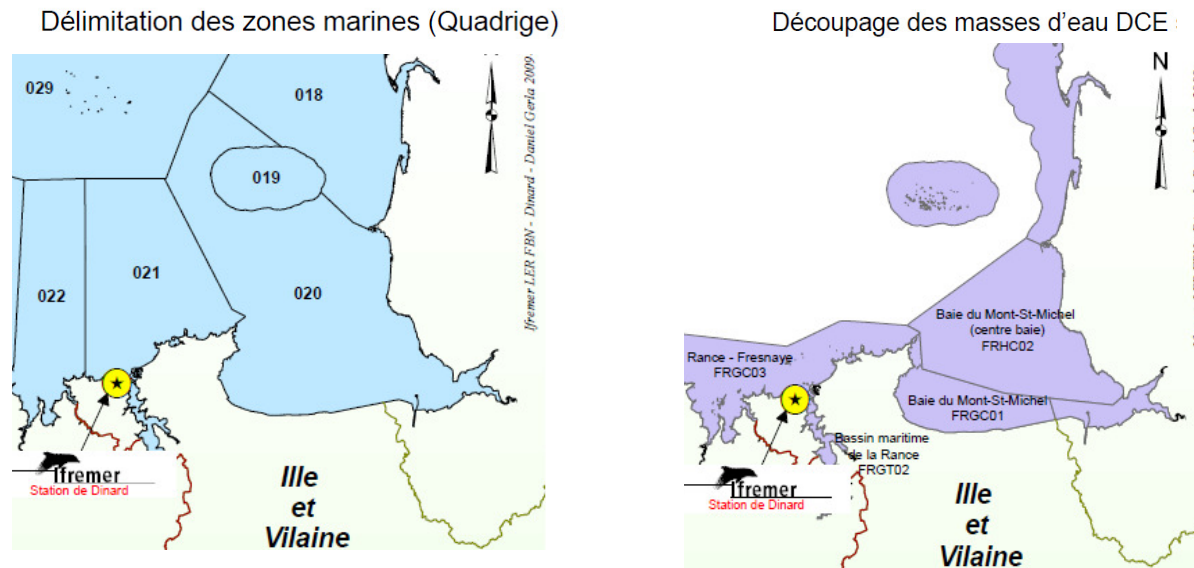 Délimitation des zones marines (Quadrige)
029
018
019
022
021
020
Ifremer LER FBN - Dinard - Daniel Gerla 2009
Ifremer
Station de Dinard
Ille
et
Vilaine
Découpage des masses d'eau DCE
N
Baie du Mont-St-Michel
(centre baie)
FRHC02
Rance - Fresnaye
FRGC03
Baie du Mont-St-Michel
FRGC01
Bassin maritime
de la Rance
FRGT02
Ifremer
Station de Dinard
Ille
et
Vilaine